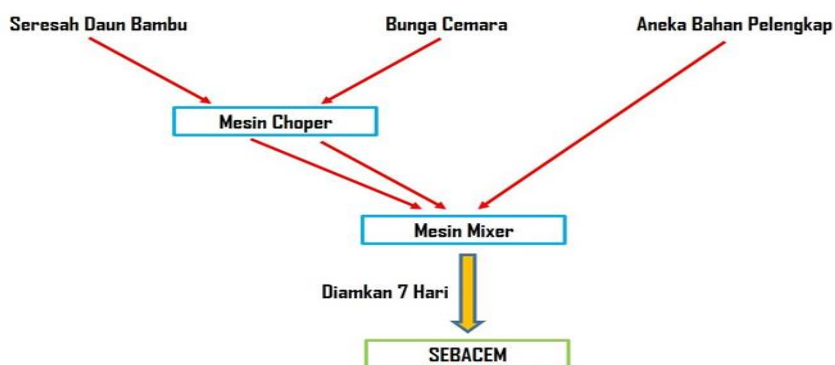 Seresah Daun Bambu
Bunga Cemara
Aneka Bahan Pelengkap
Mesin Choper
Mesin Mixer
Diamkan 7 Hari
SEBACEM